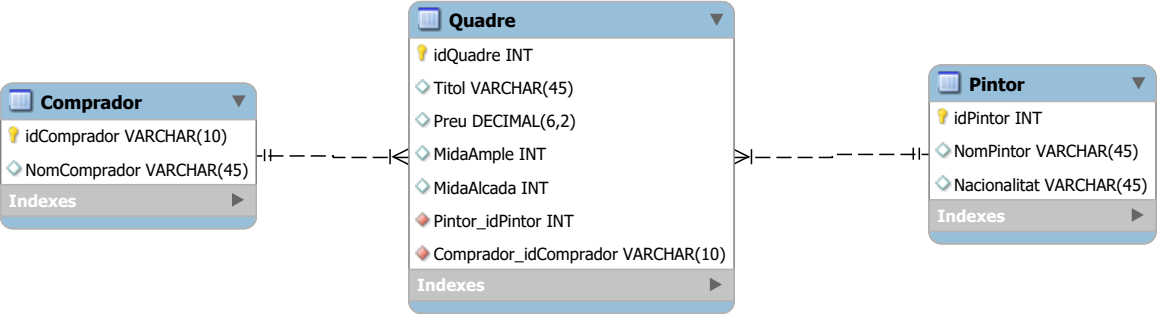 Comprador
idComprador VARCHAR(10)
NomComprador VARCHAR(45)
Indexes
Quadre
idQuadre INT
Titol VARCHAR(45)
Preu DECIMAL(6,2)
MidaAmple INT
MidaAlcada INT
Pintor_idPintor INT
Comprador_idComprador VARCHAR(10)
Indexes
Pintor
idPintor INT
NomPintor VARCHAR(45)
Nacionalitat VARCHAR(45)
Indexes